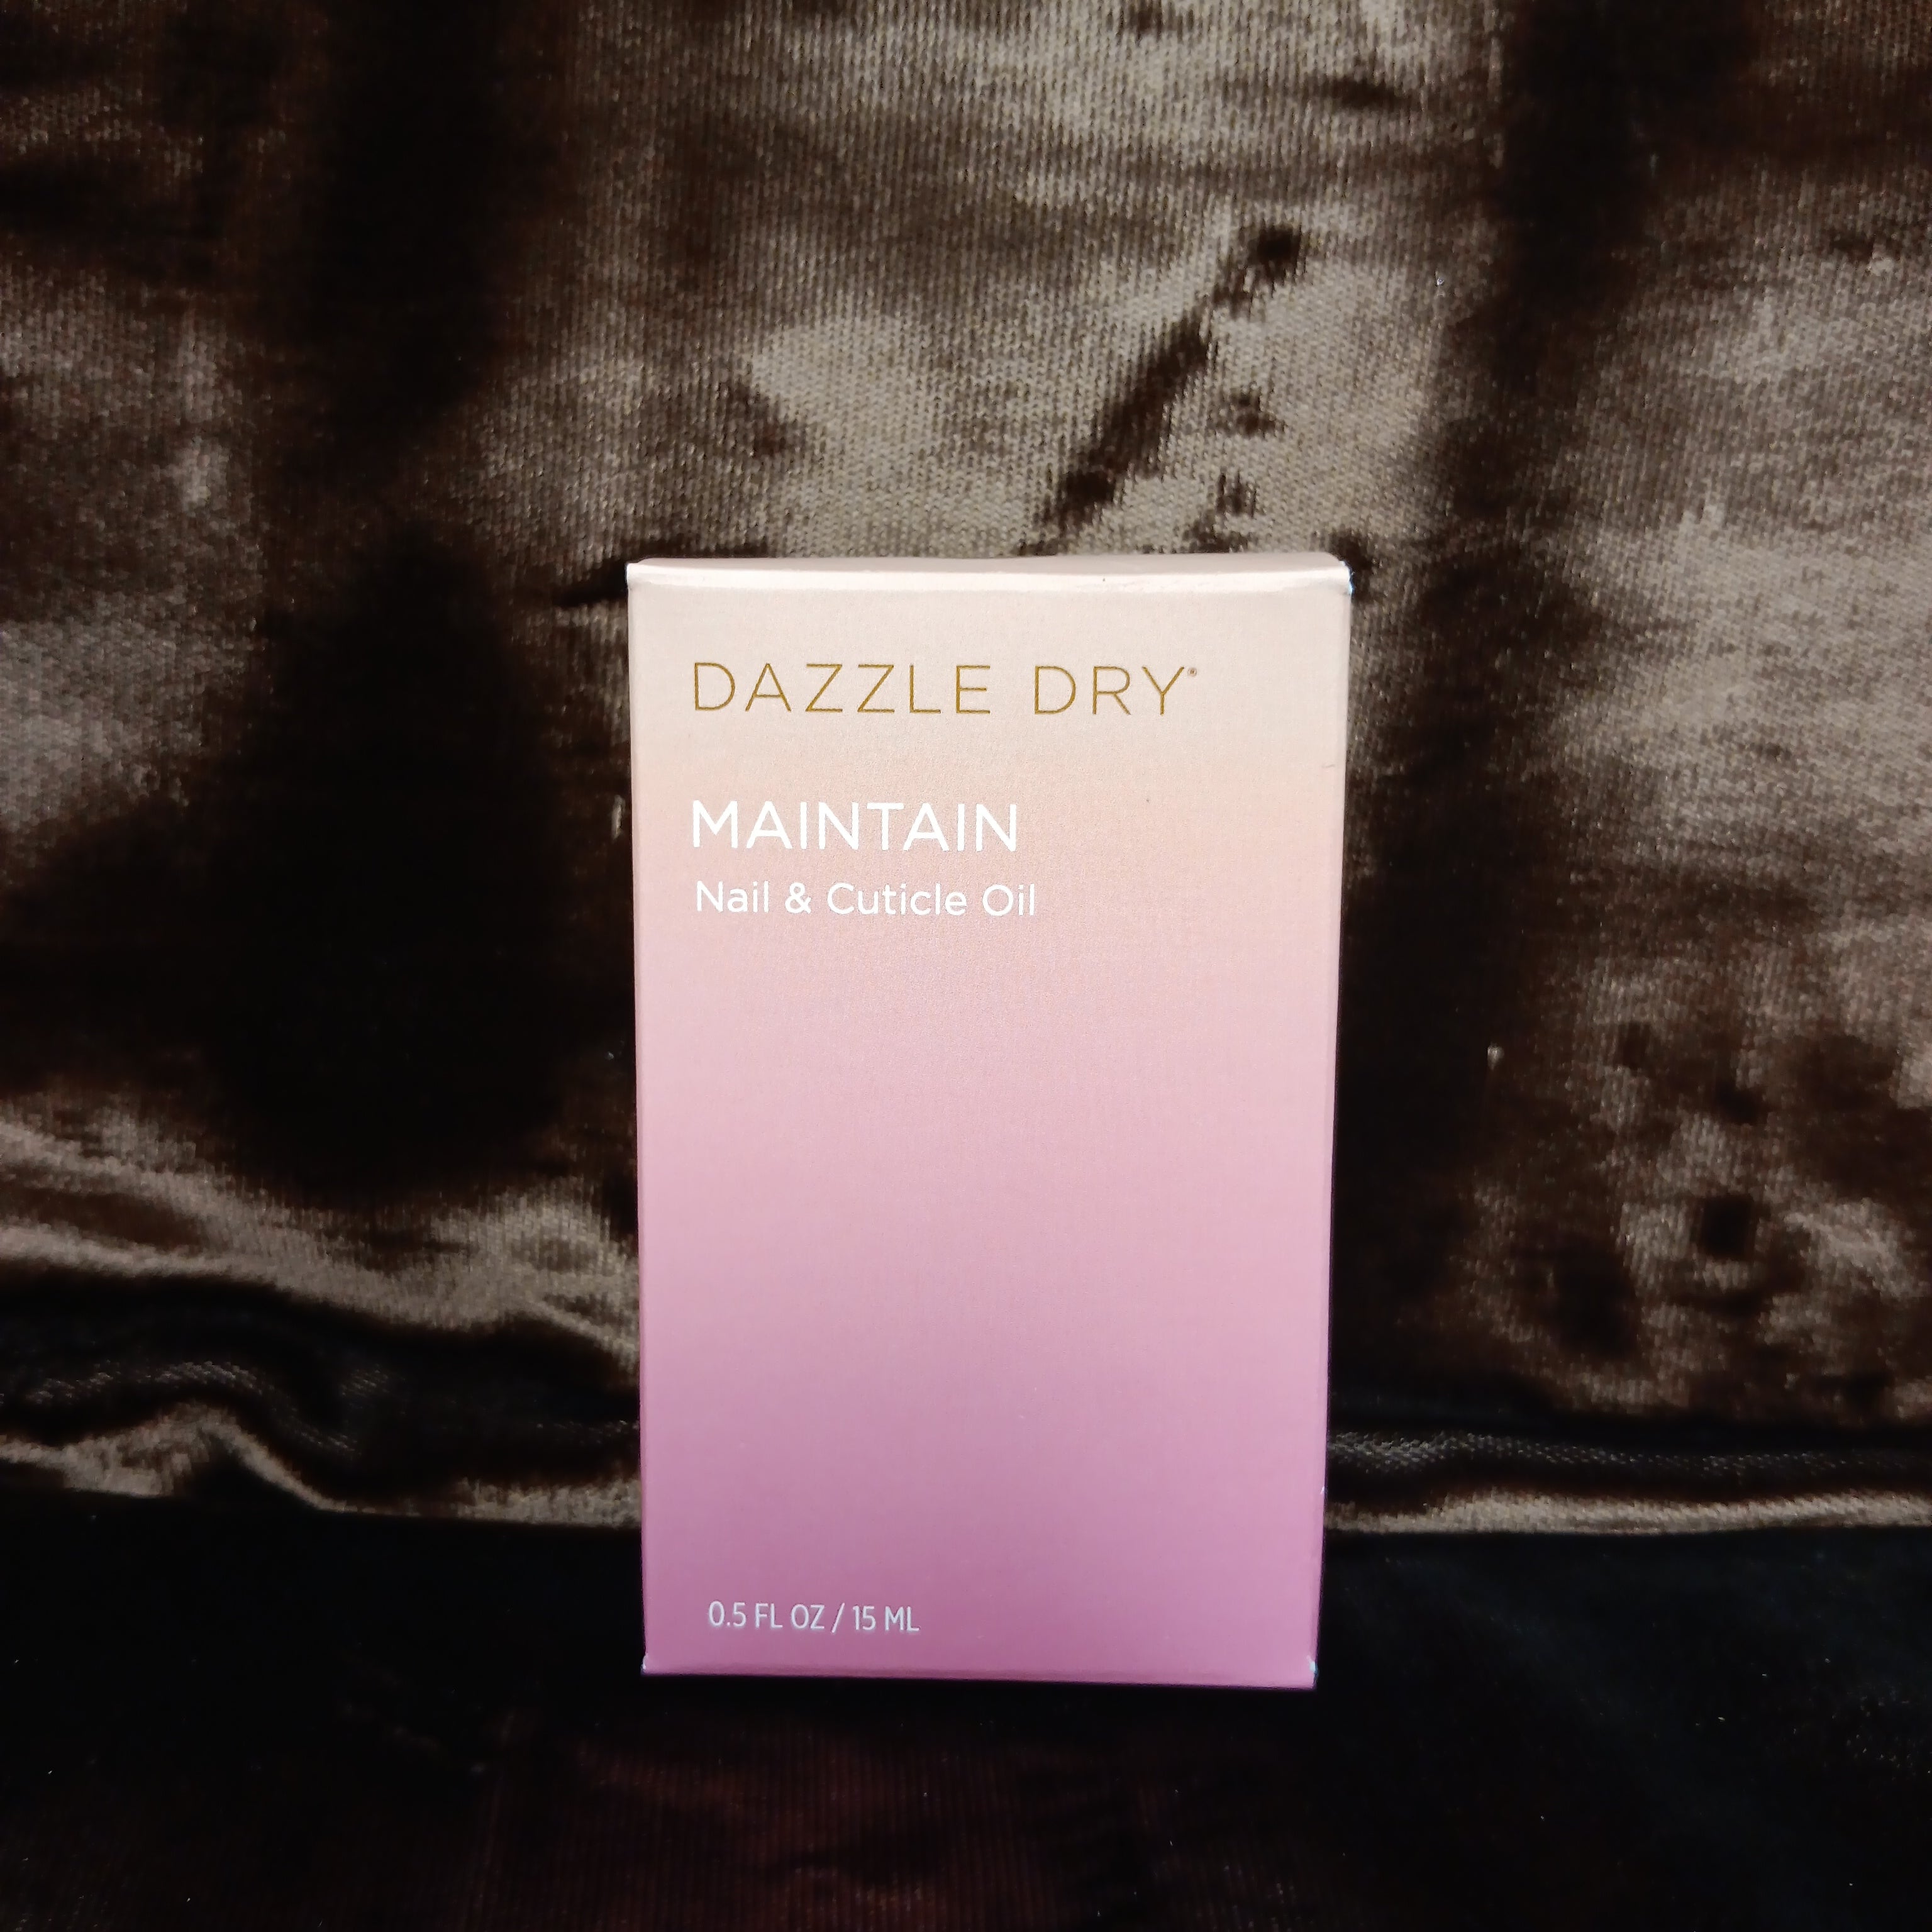 DAZZLE DRY®
MAINTAIN
Nail & Cuticle Oil
0.5 FL OZ / 15 ML